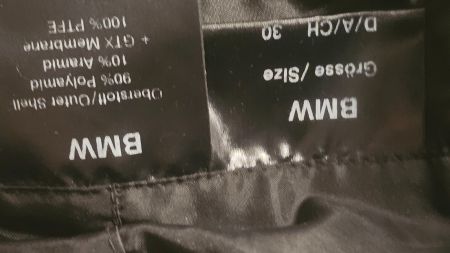 BMW
Oberstoff/Outer Shell
90% Polyamid
10% Aramid
+ GTX Membrane
100% PTFE
BMW
Grösse/Size
D/A/CH 30